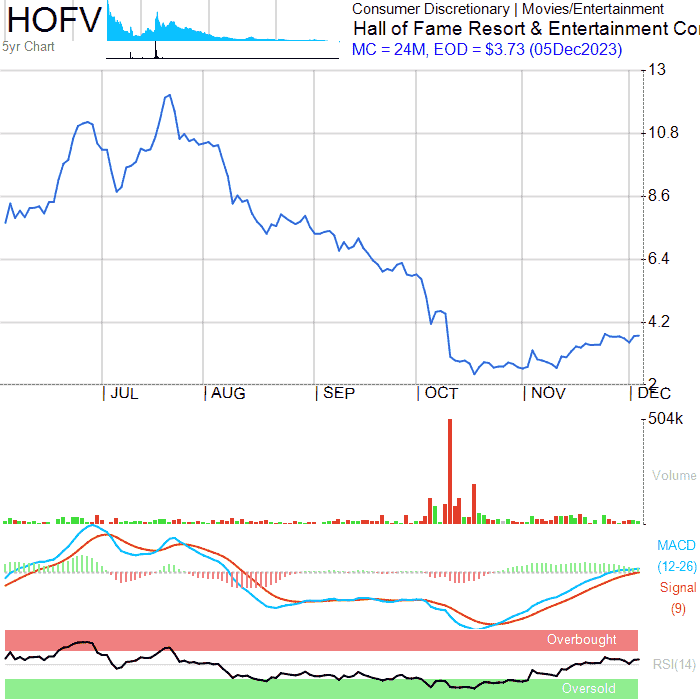 HOFV
5yr Chart
Consumer Discretionary | Movies/Entertainment
Hall of Fame Resort & Entertainment Co
MC = 24M, EOD = $3.73 (05Dec2023)
13
10.8
8.6
6.4
4.2
2
| JUL | AUG | SEP | OCT | NOV | DEC
504k
Volume
MACD
(12-26)
Signal
(9)
Overbought
RSI(14)
Oversold